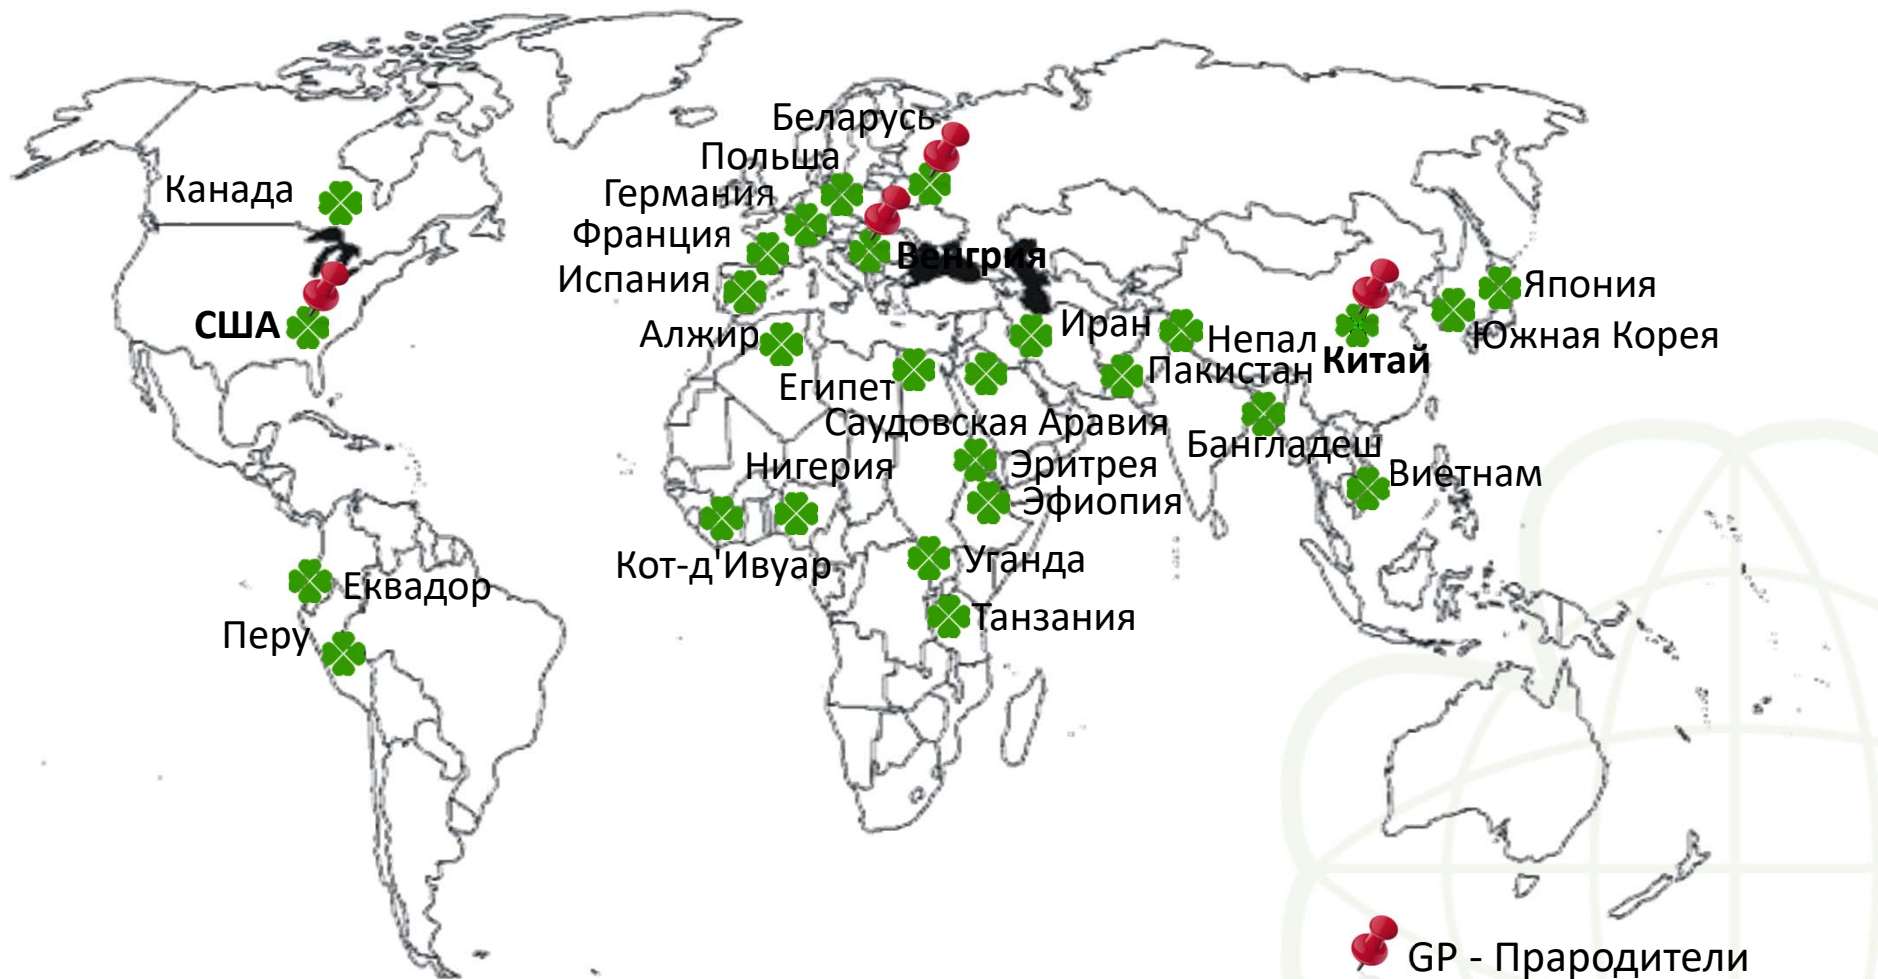 Беларусь
Польша
Канада
Германия
Франция
Венгрия
Испания
Япония
США
Алжир
Иран
Непал
Южная Корея
Китай
Египет
Пакистан
Саудовская Аравия
Бангладеш
Нигерия
Эритрея
Виетнам
Эфиопия
Кот-д'Ивуар
Уганда
Еквадор
Танзания
Перу
GP - Прародители